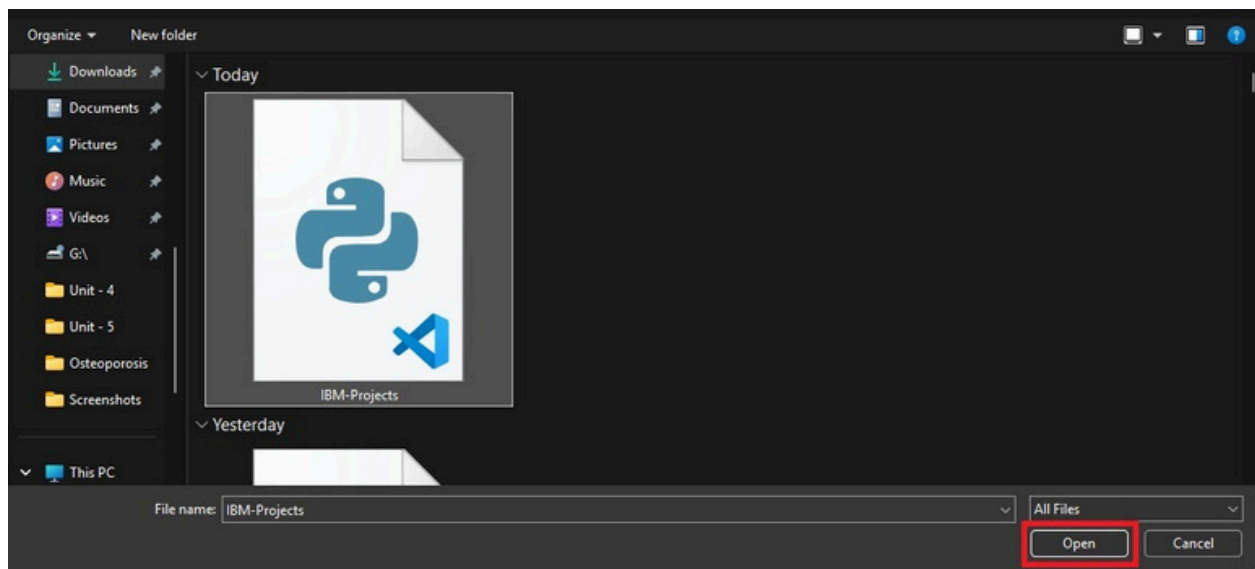 Organize New folder
Downloads
Documents
Pictures
Music
Videos
G:\
Unit - 4
Unit - 5
Osteoporosis
Screenshots
This PC
Today
IBM-Projects
Yesterday
File name: IBM-Projects
All Files
Open Cancel